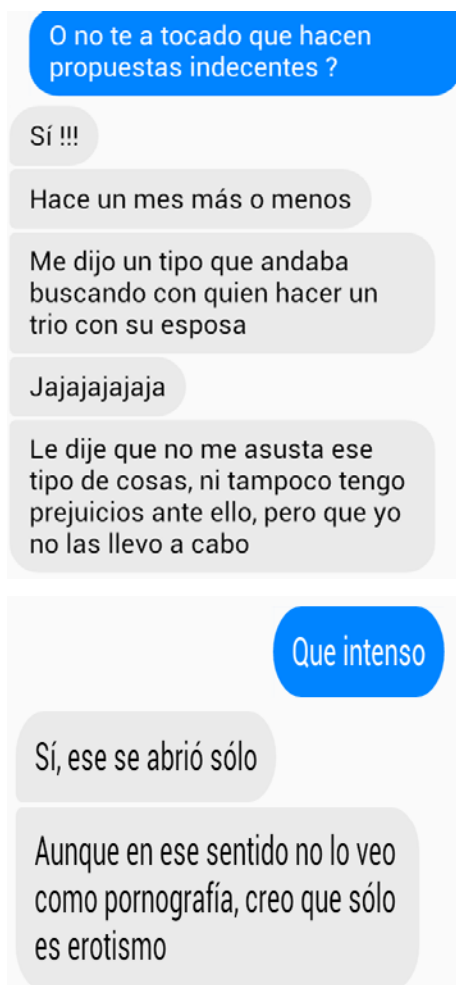 O no te a tocado que hacen
propuestas indecentes ?
Sí !!!
Hace un mes más o menos
Me dijo un tipo que andaba
buscando con quien hacer un
trio con su esposa
Jajajajajaja
Le dije que no me asusta ese
tipo de cosas, ni tampoco tengo
prejuicios ante ello, pero que yo
no las llevo a cabo
Que intenso
Sí, ese se abrió sólo
Aunque en ese sentido no lo veo
como pornografía, creo que sólo
es erotismo